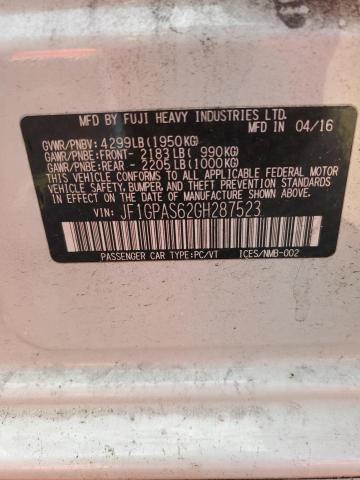 MFD BY FUJI HEAVY INDUSTRIES LTD.
MFD IN 04/16
GVWR/PNBV: 4299LB(1950KG)
GAWR/PNBE: FRONT- 2183LB( 990KG)
GAWR/PNBE: REAR - 2205LB(1000KG)
THIS VEHICLE CONFORMS TO ALL APPLICABLE FEDERAL MOTOR
VEHICLE SAFETY, BUMPER, AND THEFT PREVENTION STANDARDS
IN EFFECT ON THE DATE OF MANUFACTURE SHOWN ABOVE.
VIN: JF1GPAS62GH287523
PASSENGER CAR TYPE:PC/VT ICES/NMB-002